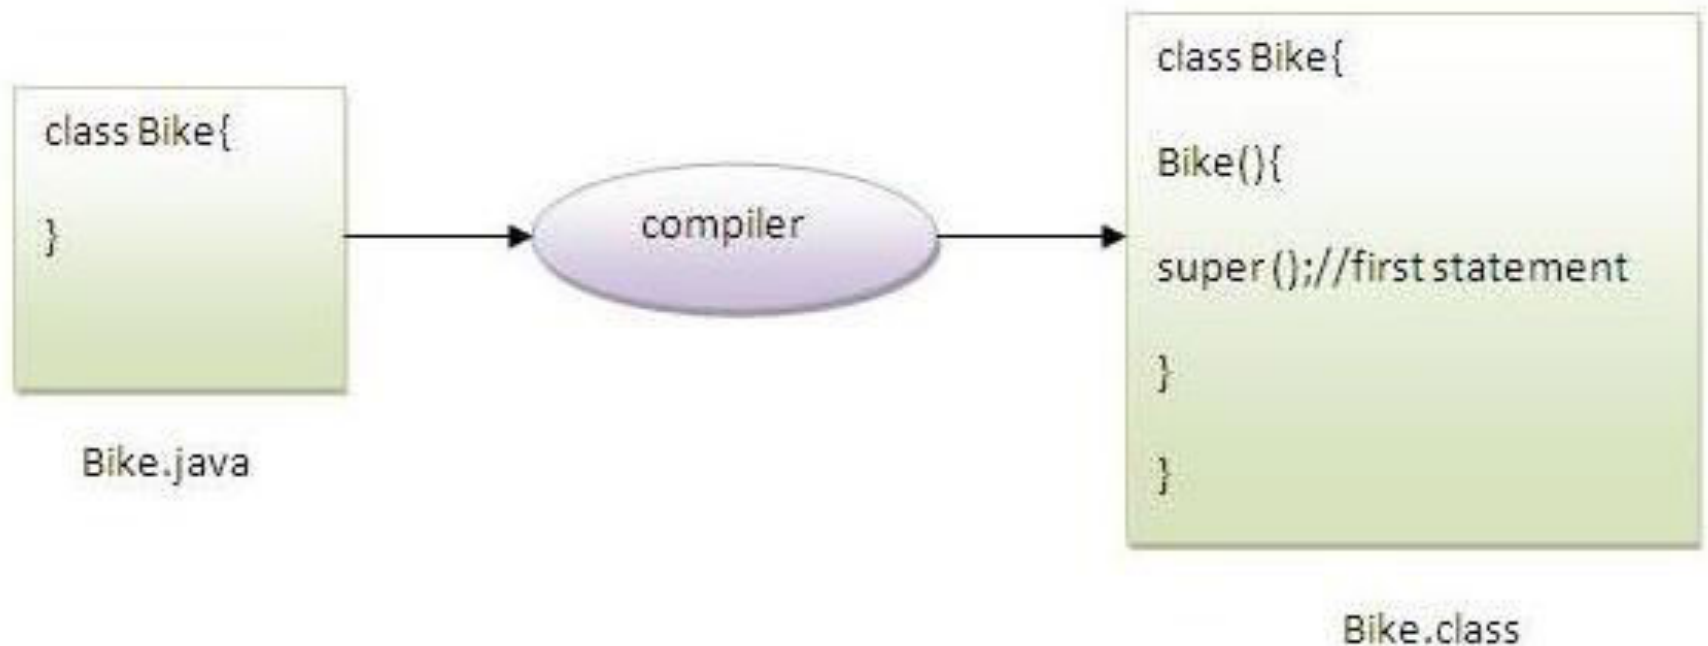 class Bike{
}
Bike.java
compiler
class Bike{
Bike(){
super ();//first statement
}
}
Bike.class